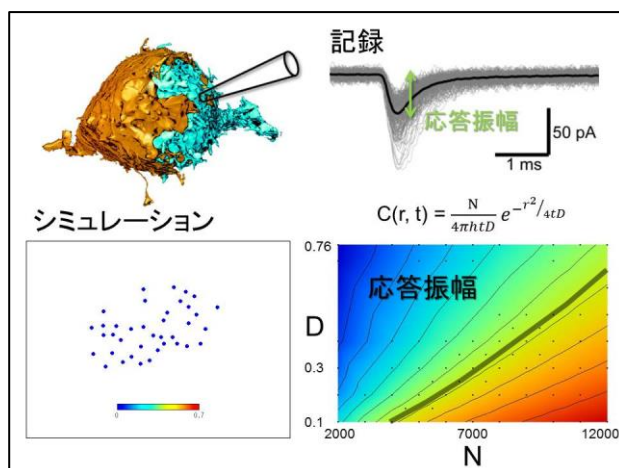 記録
応答振幅
50 pA
1 ms
シミュレーション
C(r, t) = N/4πhtD e^-r²/4tD
0 0.7
応答振幅
0.76
D
0.3
0.1
2000 7000 12000
N